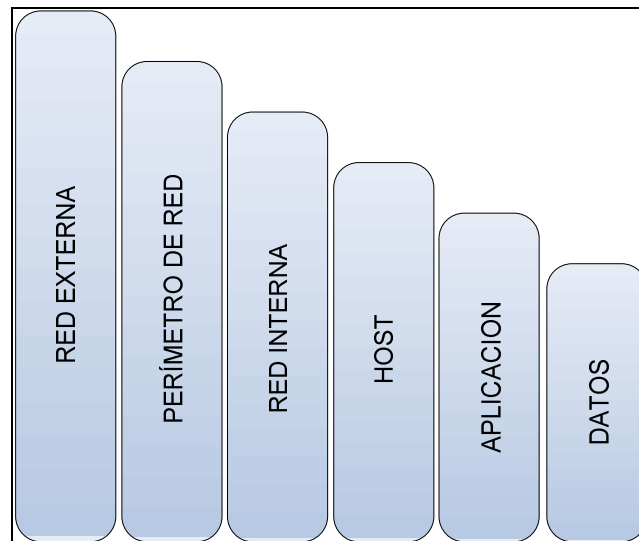 RED EXTERNA
PERÍMETRO DE RED
RED INTERNA
HOST
APLICACION
DATOS